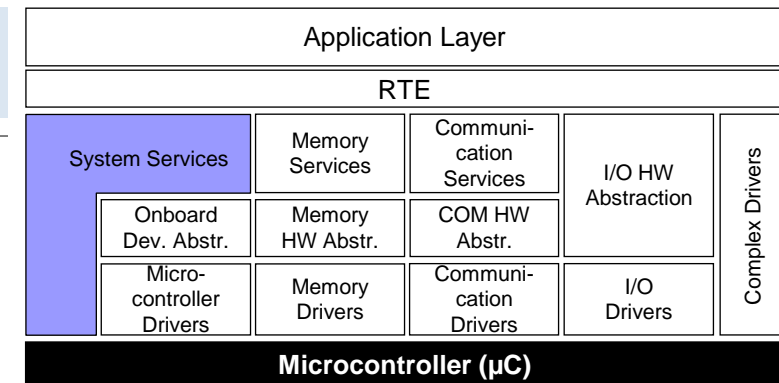 Application Layer
RTE
System Services
Memory
Services
Communi-
cation
Services
I/O HW
Abstraction
Complex Drivers
Onboard
Dev. Abstr.
Memory
HW Abstr.
COM HW
Abstr.
Micro-
controller
Drivers
Memory
Drivers
Communi-
cation
Drivers
I/O
Drivers
Microcontroller (µC)